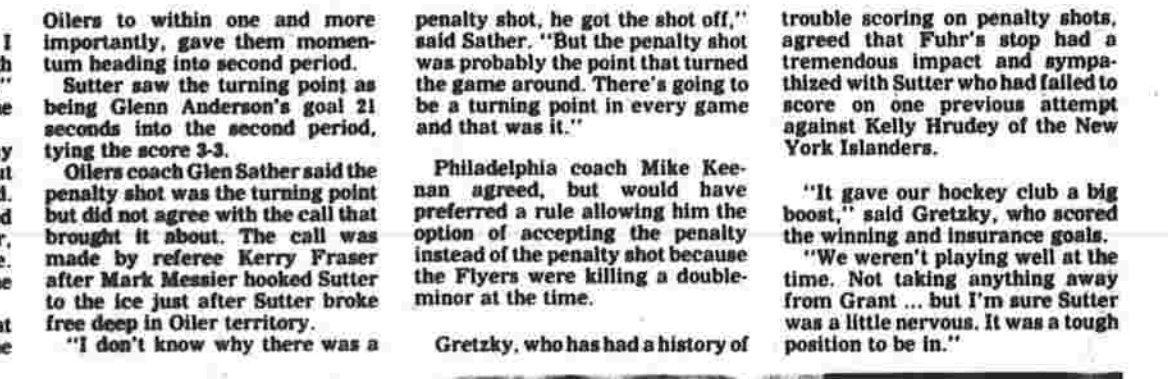 Oilers to within one and more
importantly, gave them momen-
tum heading into second period.
Sutter saw the turning point as
being Glenn Anderson's goal 21
seconds into the second period,
tying the score 3-3.
Oilers coach Glen Sather said the
penalty shot was the turning point
but did not agree with the call that
brought it about. The call was
made by referee Kerry Fraser
after Mark Messier hooked Sutter
to the ice just after Sutter broke
free deep in Oiler territory.
"I don't know why there was a
penalty shot, he got the shot off,"
said Sather. "But the penalty shot
was probably the point that turned
the game around. There's going to
be a turning point in every game
and that was it."
Philadelphia coach Mike Kee-
nan agreed, but would have
preferred a rule allowing him the
option of accepting the penalty
instead of the penalty shot because
the Flyers were killing a double-
minor at the time.
Gretzky, who has had a history of
trouble scoring on penalty shots,
agreed that Fuhr's stop had a
tremendous impact and sympa-
thized with Sutter who had failed to
score on one previous attempt
against Kelly Hrudey of the New
York Islanders.
"It gave our hockey club a big
boost," said Gretzky, who scored
the winning and insurance goals.
"We weren't playing well at the
time. Not taking anything away
from Grant ... but I'm sure Sutter
was a little nervous. It was a tough
position to be in."